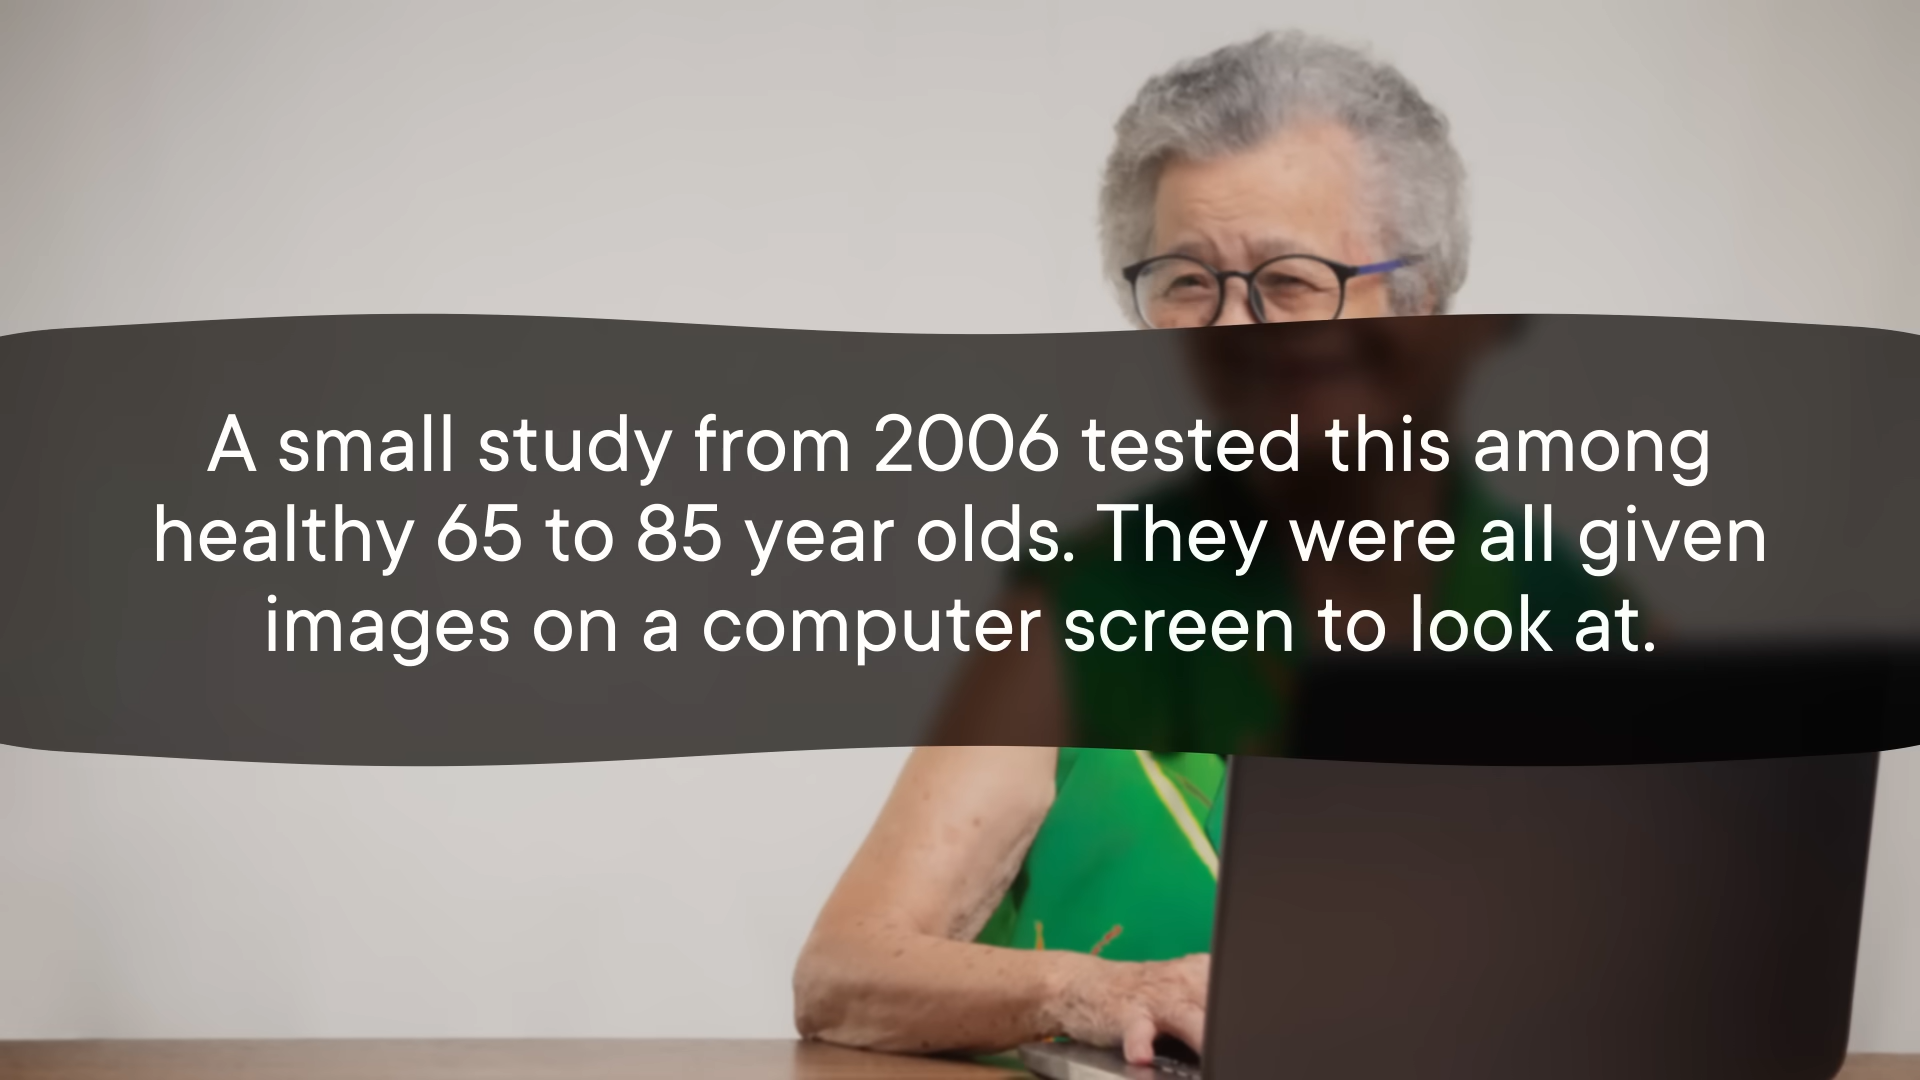 A small study from 2006 tested this among
healthy 65 to 85 year olds. They were all given
images on a computer screen to look at.